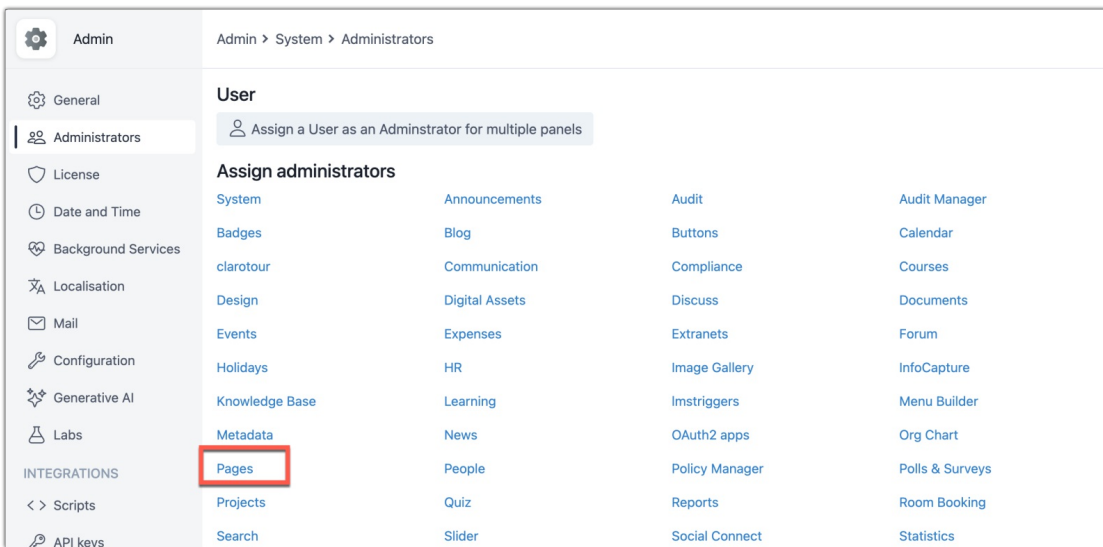 Admin
Admin > System > Administrators
General
Administrators
License
Date and Time
Background Services
Localisation
Mail
Configuration
Generative AI
Labs
INTEGRATIONS
Scripts
API keys
User
Assign a User as an Adminstrator for multiple panels
Assign administrators
System Announcements Audit Audit Manager
Badges Blog Buttons Calendar
clarotour Communication Compliance Courses
Design Digital Assets Discuss Documents
Events Expenses Extranets Forum
Holidays HR Image Gallery InfoCapture
Knowledge Base Learning Imstriggers Menu Builder
Metadata News OAuth2 apps Org Chart
Pages People Policy Manager Polls & Surveys
Projects Quiz Reports Room Booking
Search Slider Social Connect Statistics